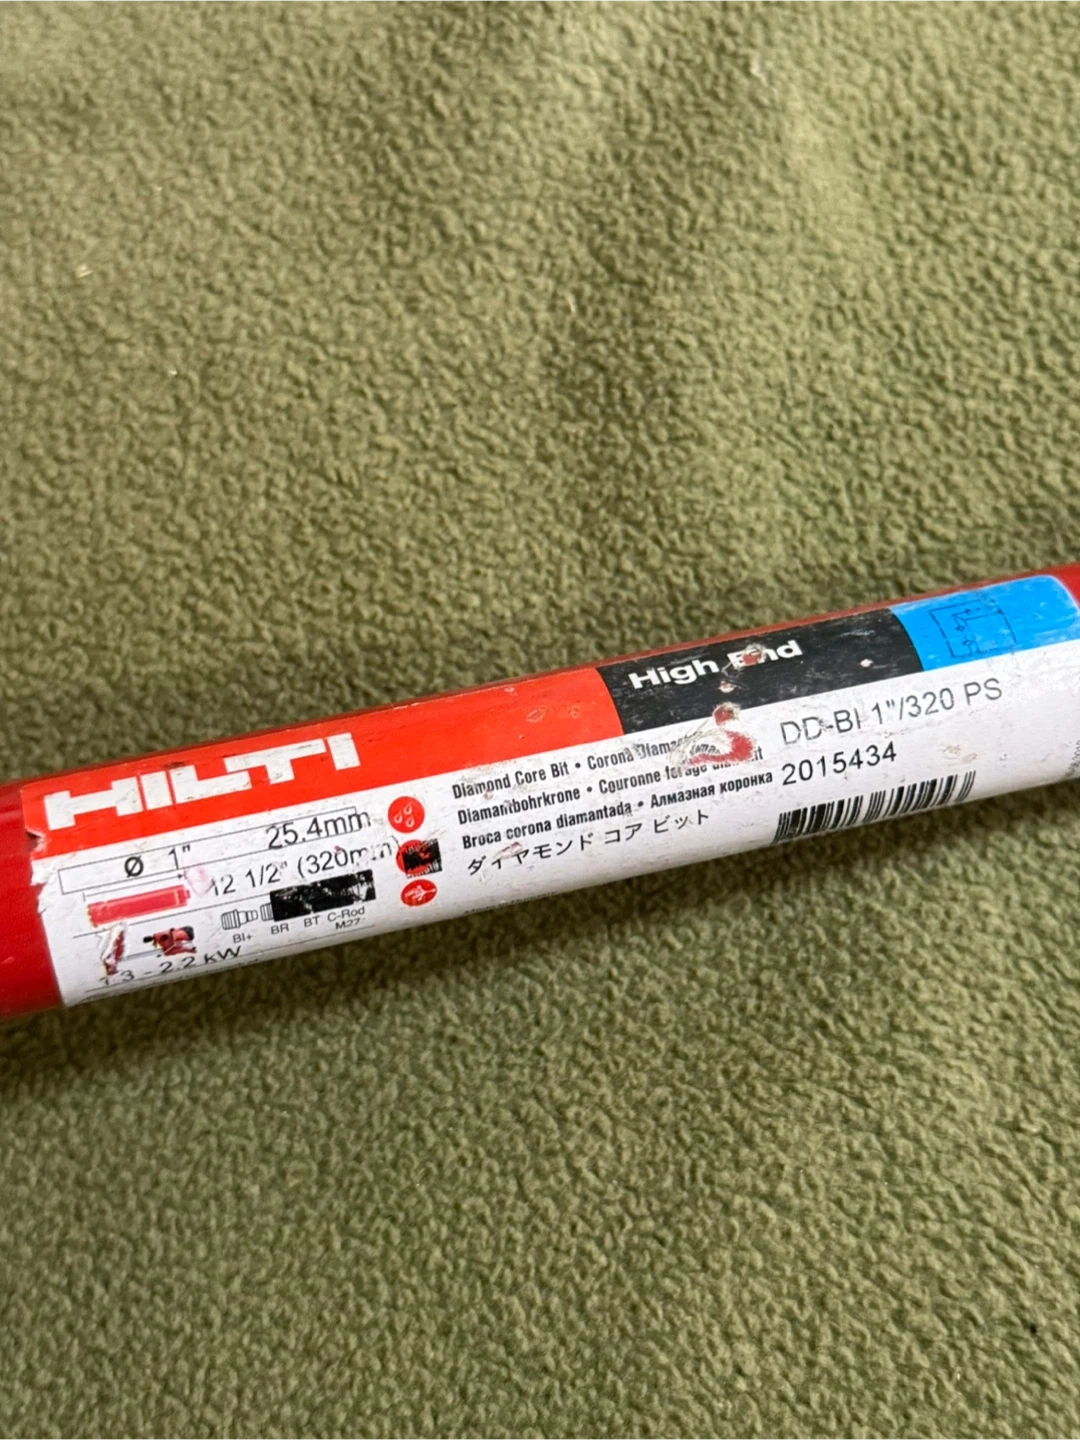 HILTI
High End
Ø 1" 25.4mm
12 1/2" (320mm)
BI+ BR BT C-Rod
M27
1.3 - 2.2 kW
Diamond Core Bit • Corona Diamantata
Diamantbohrkrone • Couronne forage diamant
Broca corona diamantada • Алмазная коронка
ダイヤモンド コア ビット
DD-BI 1"/320 PS
2015434